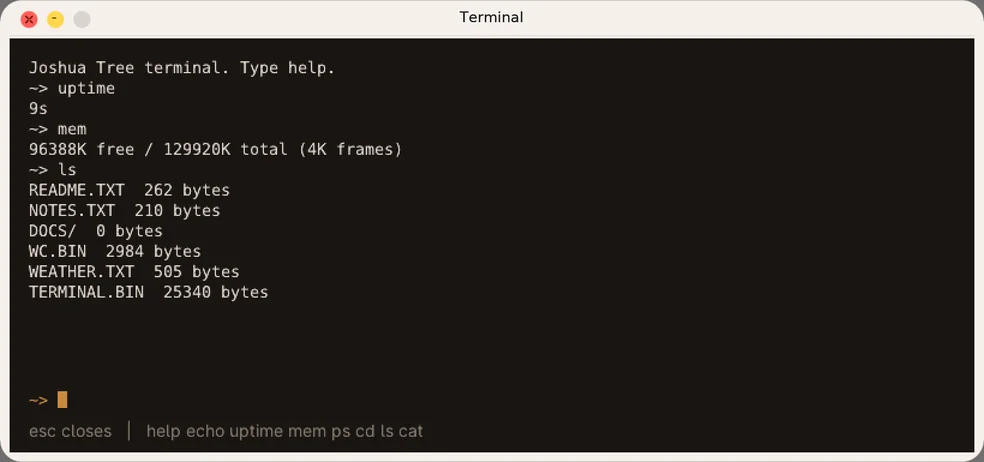 Terminal
Joshua Tree terminal. Type help.
~> uptime
9s
~> mem
96388K free / 129920K total (4K frames)
~> ls
README.TXT  262 bytes
NOTES.TXT  210 bytes
DOCS/  0 bytes
WC.BIN  2984 bytes
WEATHER.TXT  505 bytes
TERMINAL.BIN  25340 bytes
~>
esc closes | help echo uptime mem ps cd ls cat